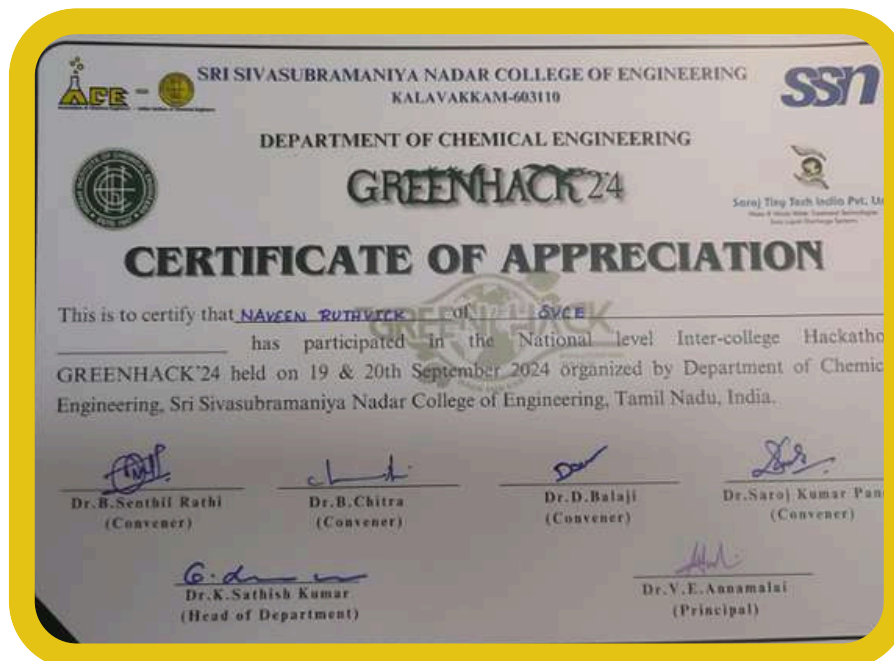 ACE
SRI SIVASUBRAMANIYA NADAR COLLEGE OF ENGINEERING
KALAVAKKAM-603110
ssn
DEPARTMENT OF CHEMICAL ENGINEERING
GREENHACK'24
Saroj Tiny Tech India Pvt. Lt
CERTIFICATE OF APPRECIATION
GREEN HACK
This is to certify that NAVEEN RUTHVICK of SVCE
has participated in the National level Inter-college Hackatho
GREENHACK'24 held on 19 & 20th September 2024 organized by Department of Chemic
Engineering, Sri Sivasubramaniya Nadar College of Engineering, Tamil Nadu, India.
Dr.B.Senthil Rathi
(Convener)
Dr.B.Chitra
(Convener)
Dr.D.Balaji
(Convener)
Dr.Saroj Kumar Pan
(Convener)
Dr.K.Sathish Kumar
(Head of Department)
Dr.V.E.Annamalai
(Principal)